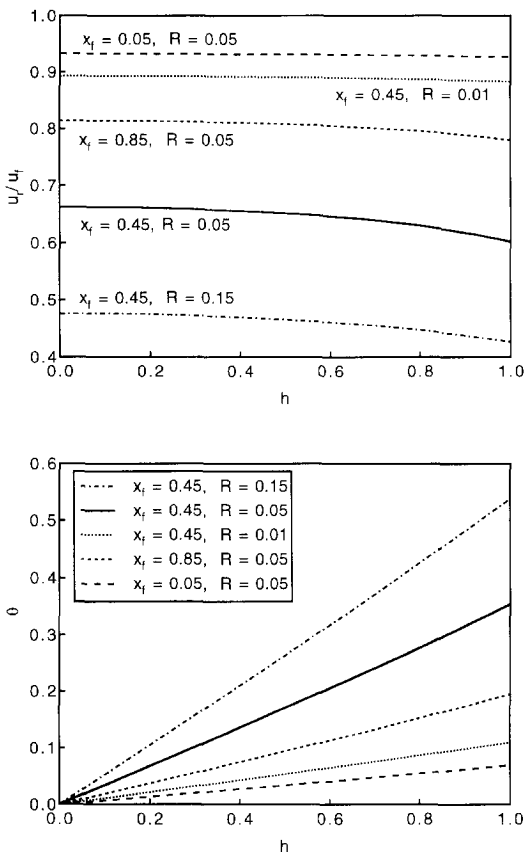 1.0
x_f = 0.05, R = 0.05
0.9
x_f = 0.45, R = 0.01
0.8
x_f = 0.85, R = 0.05
u_r/u_f
0.7
0.6
x_f = 0.45, R = 0.05
0.5
x_f = 0.45, R = 0.15
0.4
0.0 0.2 0.4 0.6 0.8 1.0
h
0.6
x_f = 0.45, R = 0.15
0.5
x_f = 0.45, R = 0.05
x_f = 0.45, R = 0.01
0.4
x_f = 0.85, R = 0.05
x_f = 0.05, R = 0.05
θ
0.3
0.2
0.1
0.0
0.0 0.2 0.4 0.6 0.8 1.0
h